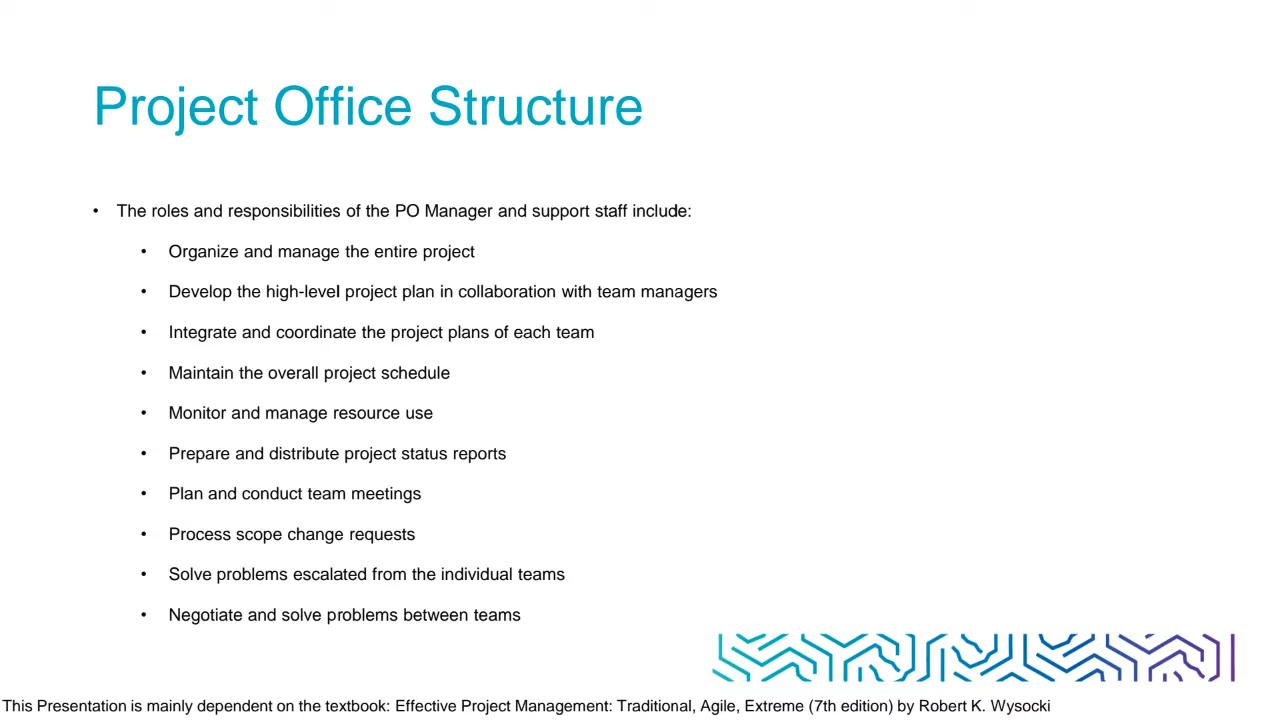 Project Office Structure
• The roles and responsibilities of the PO Manager and support staff include:
• Organize and manage the entire project
• Develop the high-level project plan in collaboration with team managers
• Integrate and coordinate the project plans of each team
• Maintain the overall project schedule
• Monitor and manage resource use
• Prepare and distribute project status reports
• Plan and conduct team meetings
• Process scope change requests
• Solve problems escalated from the individual teams
• Negotiate and solve problems between teams
This Presentation is mainly dependent on the textbook: Effective Project Management: Traditional, Agile, Extreme (7th edition) by Robert K. Wysocki